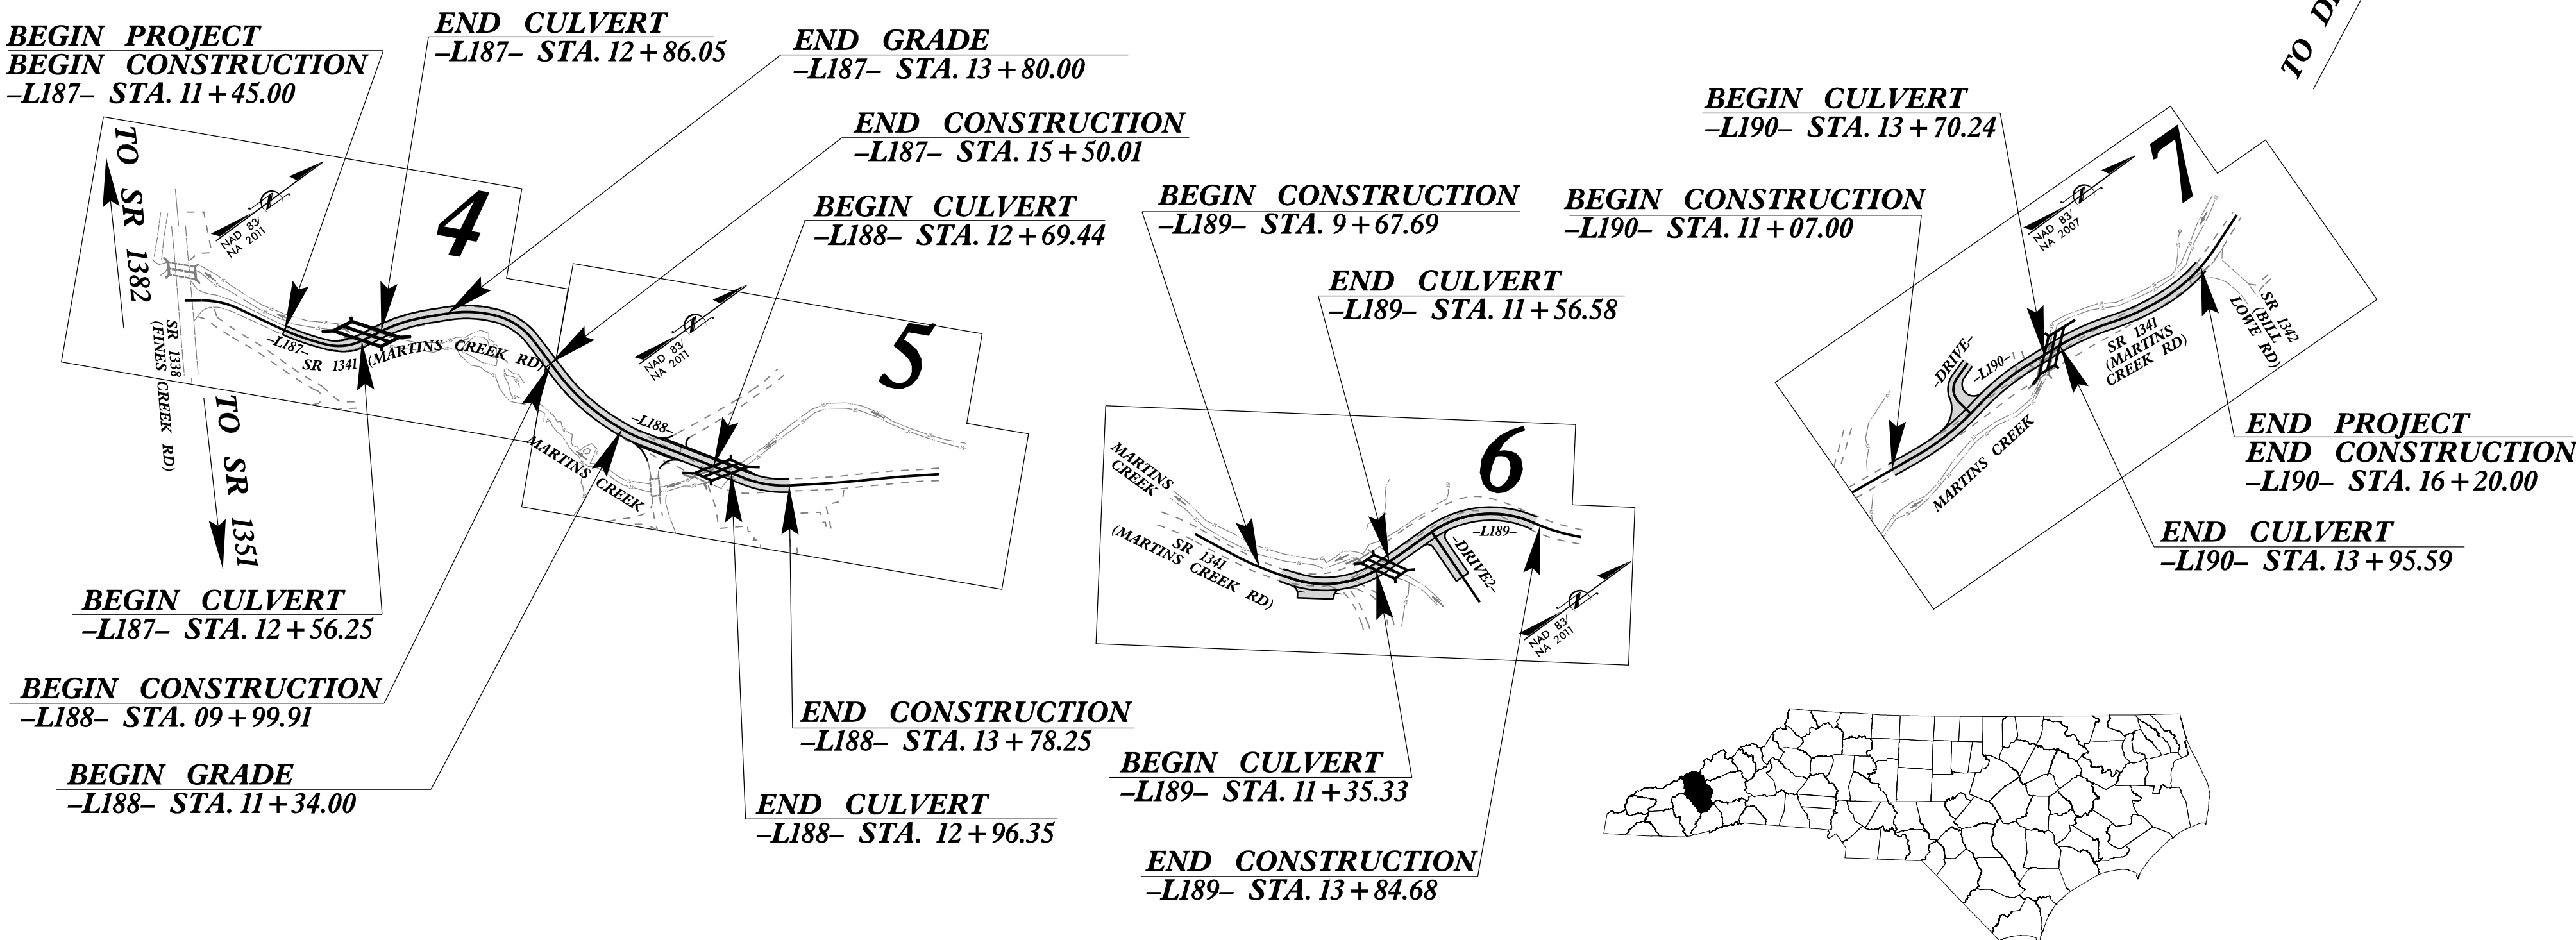 BEGIN PROJECT
BEGIN CONSTRUCTION
–L187– STA. 11+45.00
END CULVERT
–L187– STA. 12+86.05
END GRADE
–L187– STA. 13+80.00
END CONSTRUCTION
–L187– STA. 15+50.01
BEGIN CULVERT
–L188– STA. 12+69.44
TO SR 1382
NAD 83/
NA 2011
4
–L187–
SR 1341 (MARTINS CREEK RD)
SR 1338
(FINES CREEK RD)
TO SR 1351
NAD 83/
NA 2011
5
–L188–
MARTINS CREEK
BEGIN CULVERT
–L187– STA. 12+56.25
BEGIN CONSTRUCTION
–L188– STA. 09+99.91
BEGIN GRADE
–L188– STA. 11+34.00
END CONSTRUCTION
–L188– STA. 13+78.25
END CULVERT
–L188– STA. 12+96.35
BEGIN CONSTRUCTION
–L189– STA. 9+67.69
END CULVERT
–L189– STA. 11+56.58
6
MARTINS
CREEK
SR 1341
(MARTINS CREEK RD)
–L189–
–DRIVE2–
NAD 83/
NA 2011
BEGIN CULVERT
–L189– STA. 11+35.33
END CONSTRUCTION
–L189– STA. 13+84.68
TO
BEGIN CULVERT
–L190– STA. 13+70.24
BEGIN CONSTRUCTION
–L190– STA. 11+07.00
7
NAD 83/
NA 2007
–DRIVE–
–L190–
SR 1341
(MARTINS
CREEK RD)
SR 1342
(BILL
LOWE RD)
MARTINS CREEK
END PROJECT
END CONSTRUCTION
–L190– STA. 16+20.00
END CULVERT
–L190– STA. 13+95.59